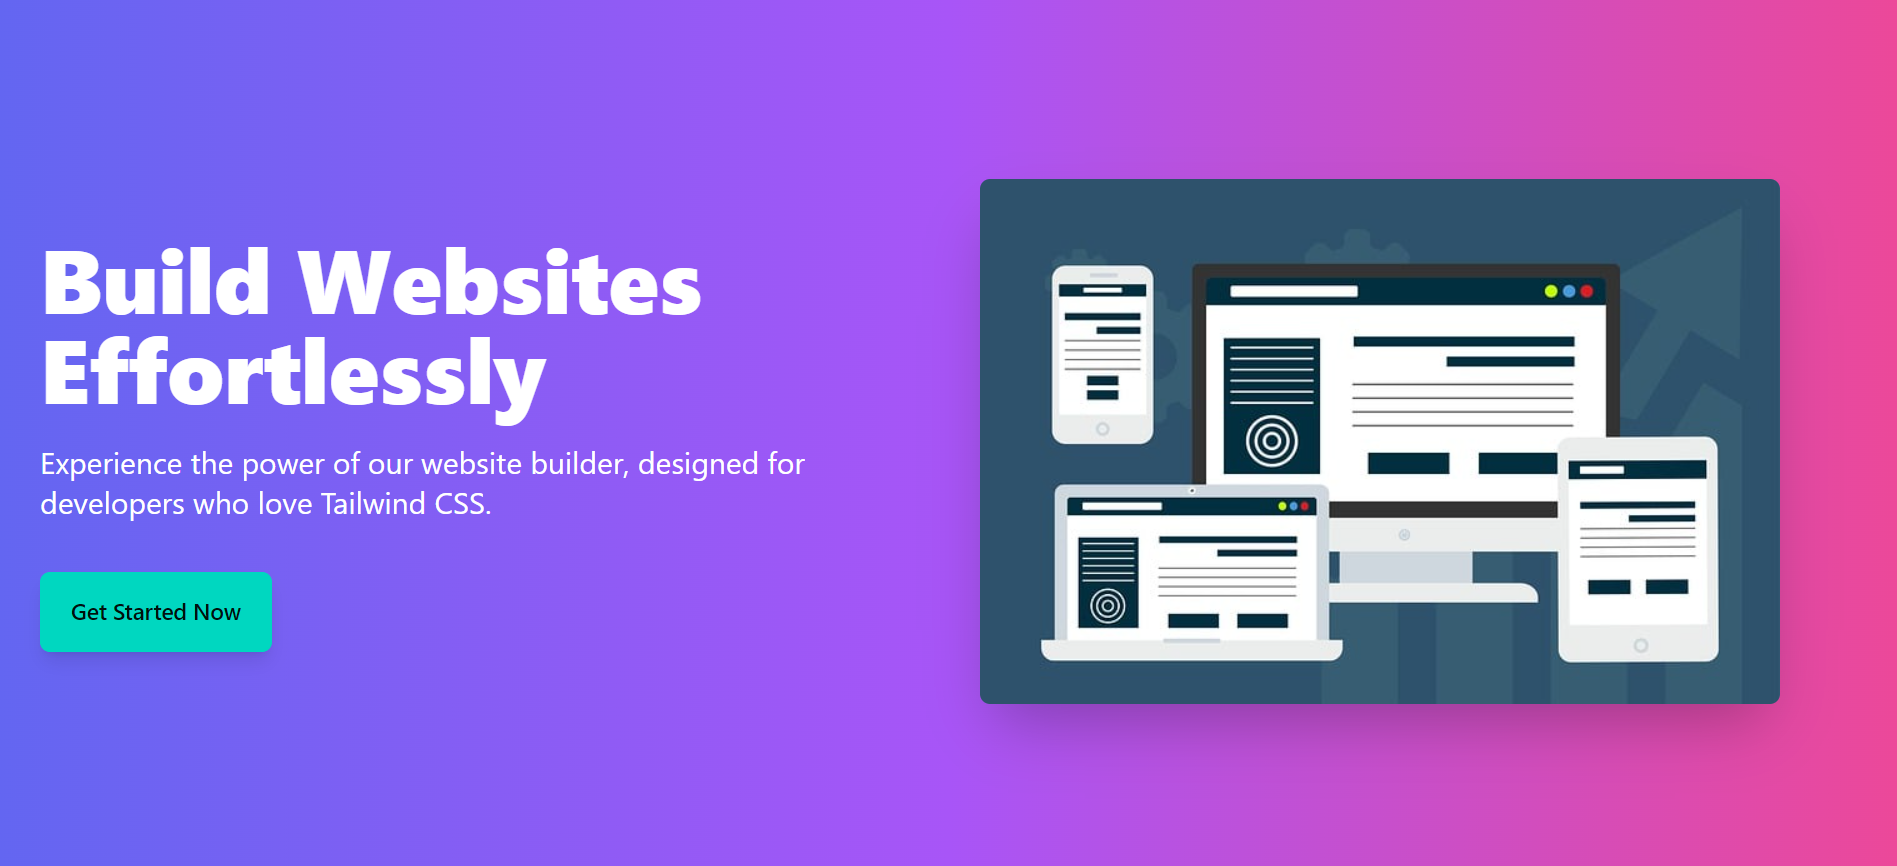 Build Websites
Effortlessly
Experience the power of our website builder, designed for
developers who love Tailwind CSS.
Get Started Now